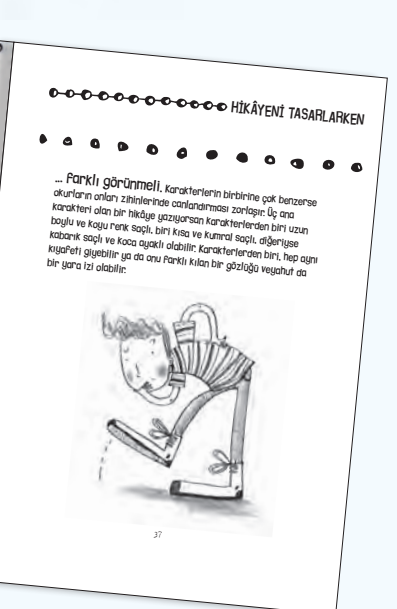 HİKÂYENİ TASARLARKEN
... farklı görünmeli. Karakterlerin birbirine çok benzerse
okurların onları zihinlerinde canlandırması zorlaşır. Üç ana
karakteri olan bir hikâye yazıyorsan karakterlerden biri uzun
boylu ve koyu renk saçlı, biri kısa ve kumral saçlı, diğeriyse
kabarık saçlı ve koca ayaklı olabilir. Karakterlerden biri, hep aynı
kıyafeti giyebilir ya da onu farklı kılan bir gözlüğü veyahut da
bir yara izi olabilir.
37